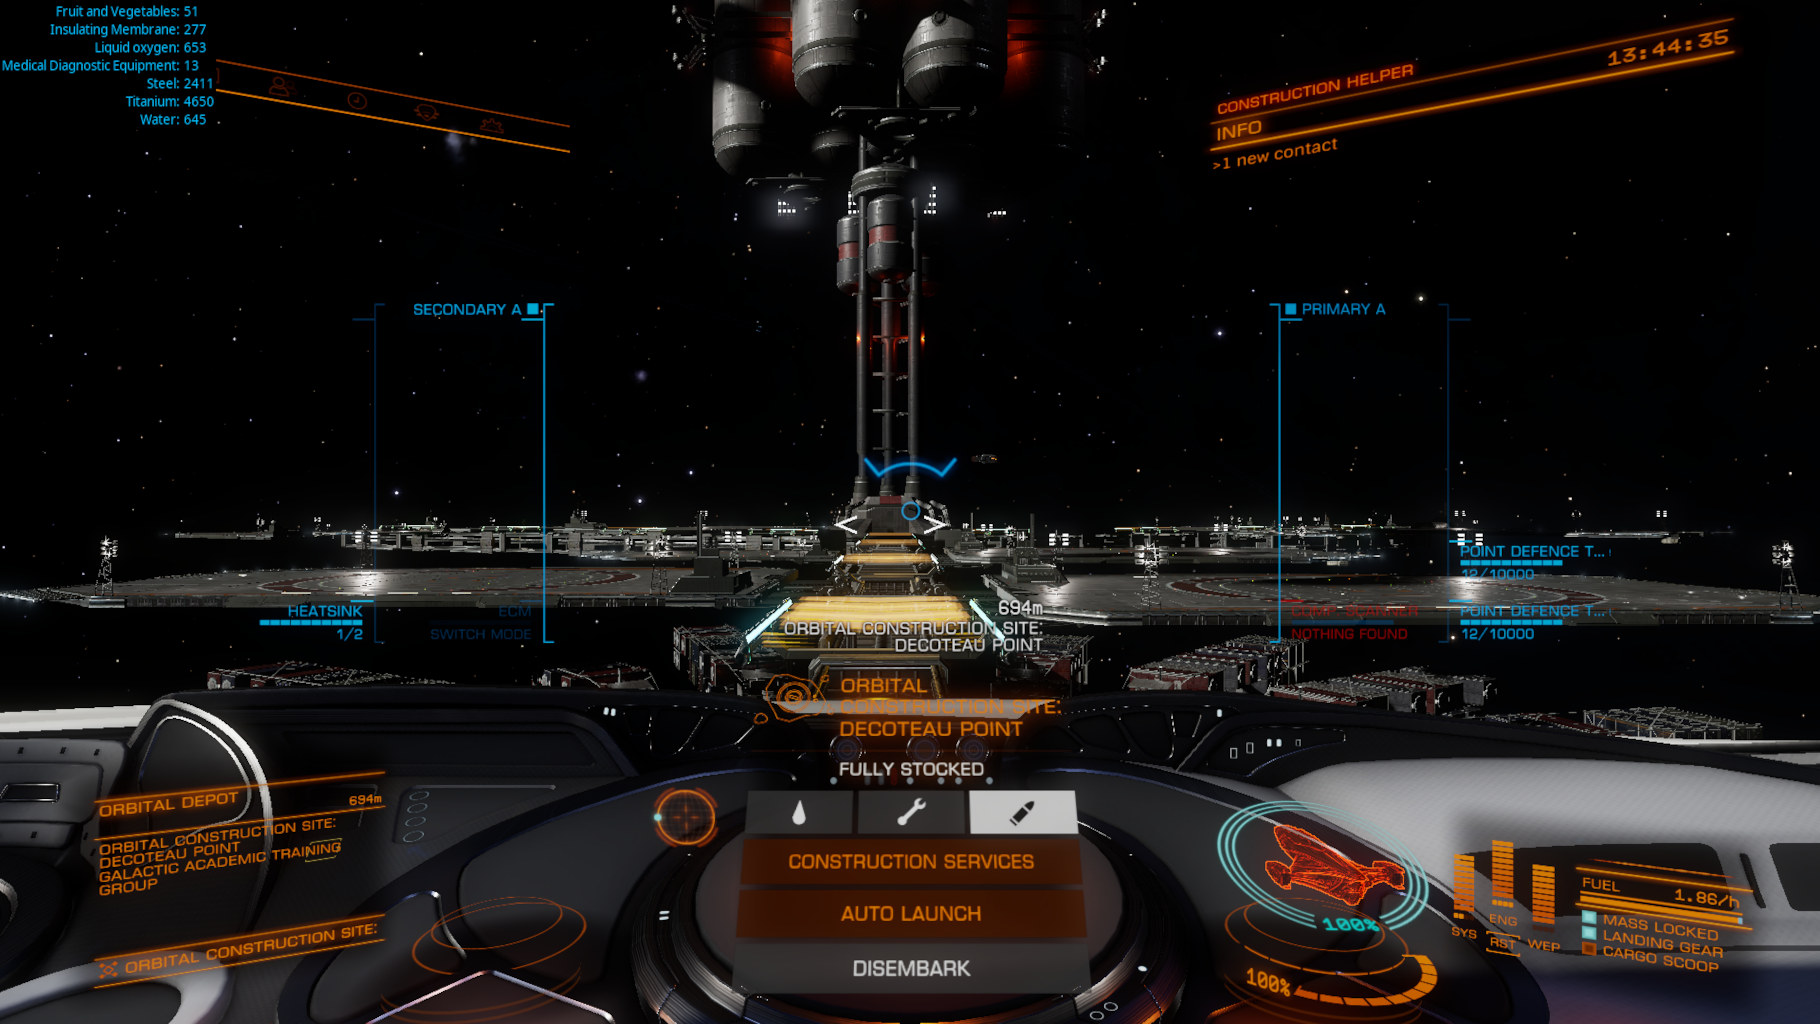 Fruit and Vegetables: 51
Insulating Membrane: 277
Liquid oxygen: 653
Medical Diagnostic Equipment: 13
Steel: 2411
Titanium: 4650
Water: 645
13:44:35
CONSTRUCTION HELPER
INFO
>1 new contact
SECONDARY A
PRIMARY A
HEATSINK
1/2
ECM
SWITCH MODE
POINT DEFENCE T...
12/10000
COMP. SCANNER
NOTHING FOUND
POINT DEFENCE T...
12/10000
694m
ORBITAL CONSTRUCTION SITE:
DECOTEAU POINT
ORBITAL
CONSTRUCTION SITE:
DECOTEAU POINT
FULLY STOCKED
CONSTRUCTION SERVICES
AUTO LAUNCH
DISEMBARK
ORBITAL DEPOT
694m
ORBITAL CONSTRUCTION SITE:
DECOTEAU POINT
GALACTIC ACADEMIC TRAINING
GROUP
ORBITAL CONSTRUCTION SITE:
100%
100%
SYS
ENG
RST
WEP
FUEL
1.86/h
MASS LOCKED
LANDING GEAR
CARGO SCOOP